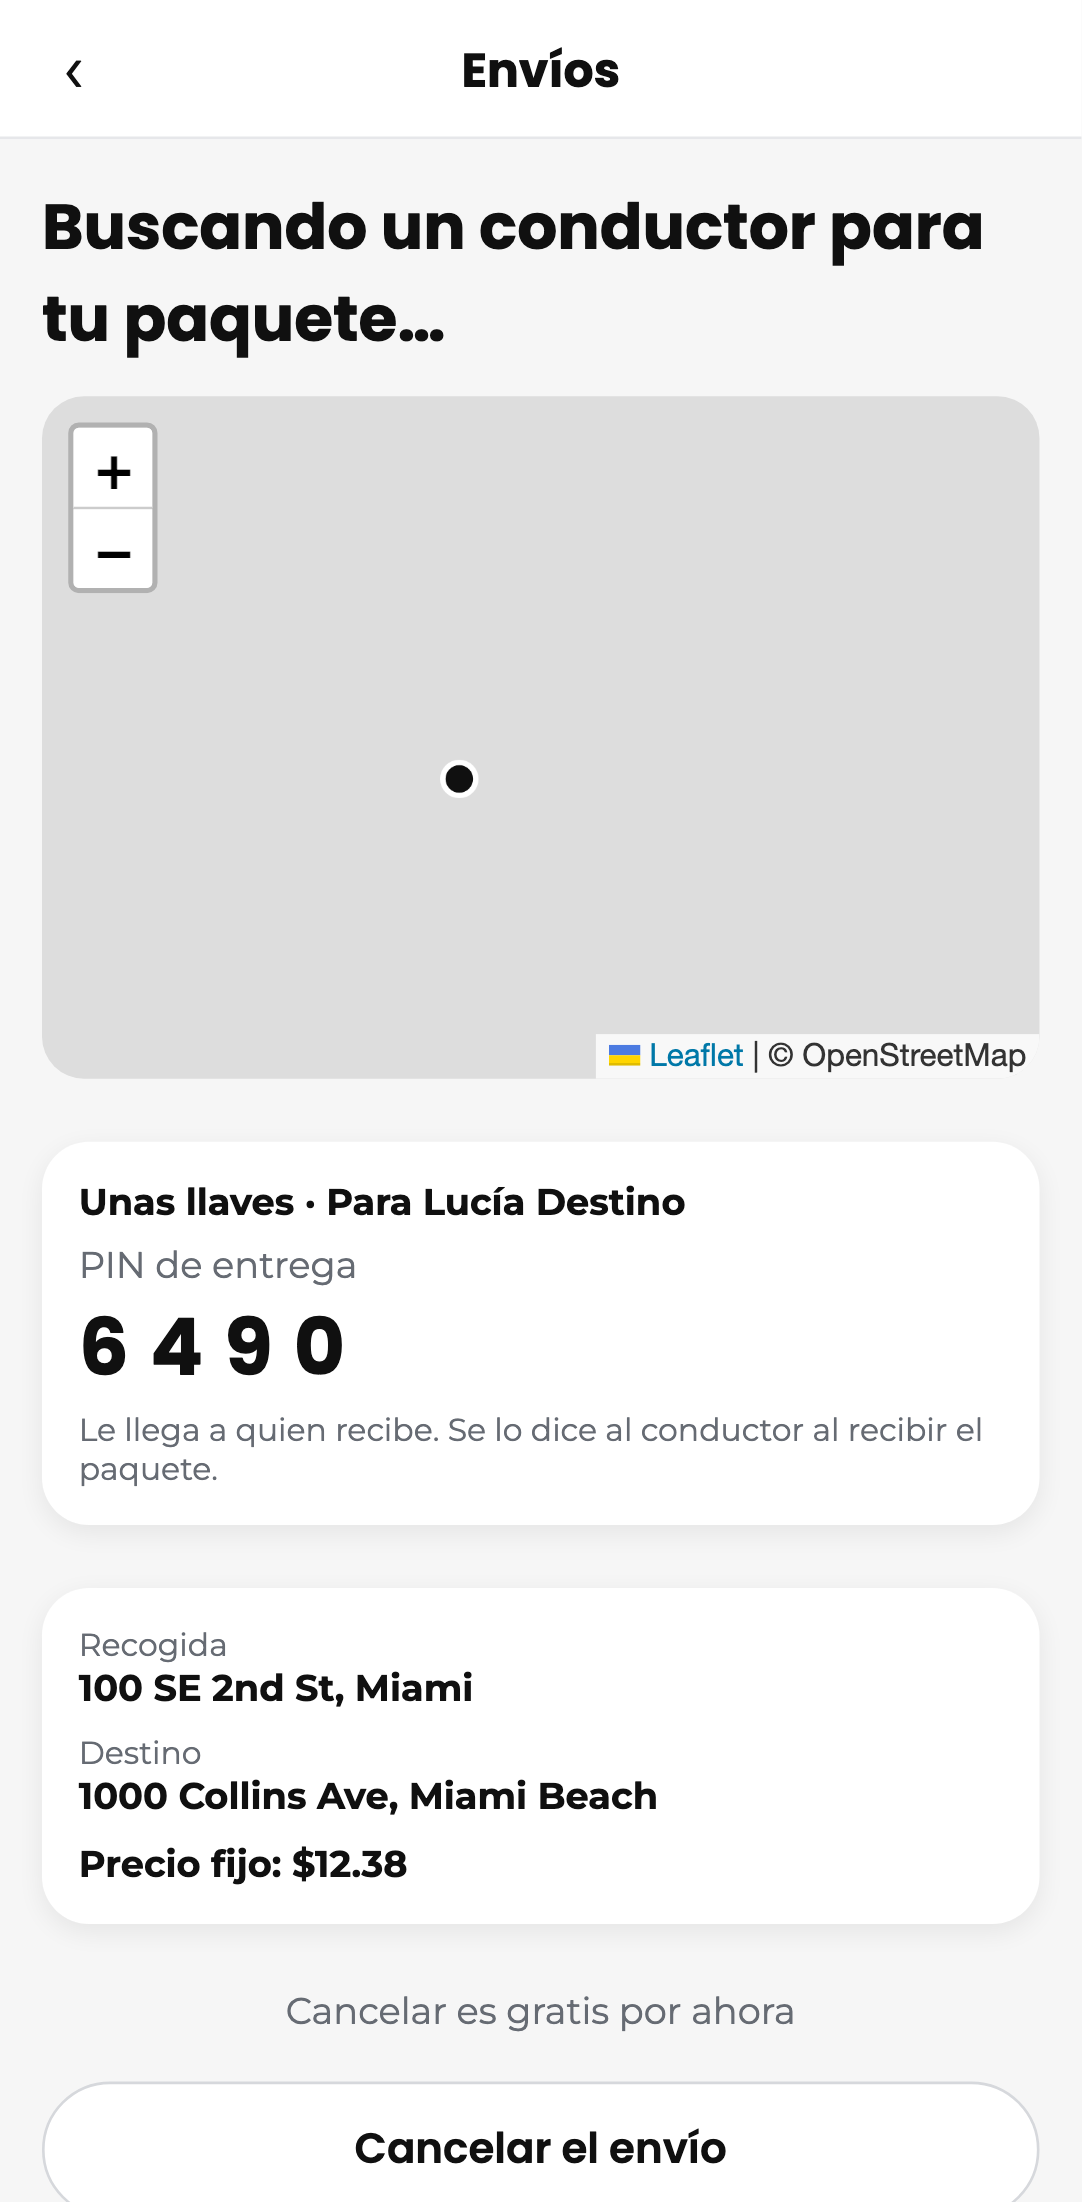 ‹
Envíos
Buscando un conductor para
tu paquete...
+
−
Leaflet | © OpenStreetMap
Unas llaves · Para Lucía Destino
PIN de entrega
6 4 9 0
Le llega a quien recibe. Se lo dice al conductor al recibir el
paquete.
Recogida
100 SE 2nd St, Miami
Destino
1000 Collins Ave, Miami Beach
Precio fijo: $12.38
Cancelar es gratis por ahora
Cancelar el envío